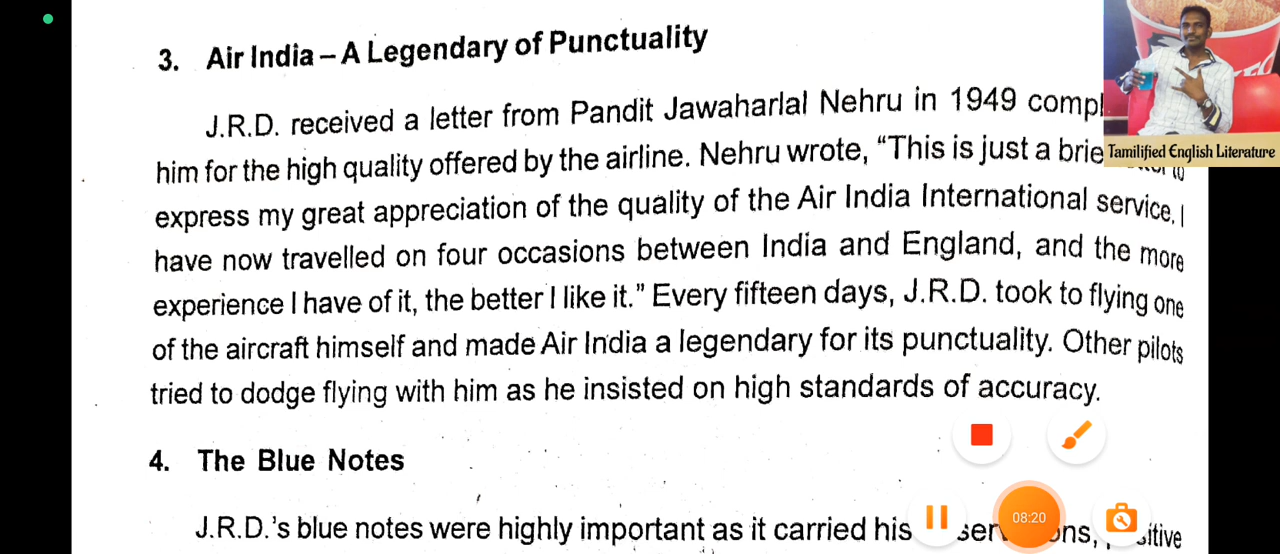 3. Air India – A Legendary of Punctuality
J.R.D. received a letter from Pandit Jawaharlal Nehru in 1949
him for the high quality offered by the airline. Nehru wrote, "This is just a
express my great appreciation of the quality of the Air India International service. I
have now travelled on four occasions between India and England, and the more
experience I have of it, the better I like it." Every fifteen days, J.R.D. took to flying one
of the aircraft himself and made Air India a legendary for its punctuality. Other pilots
tried to dodge flying with him as he insisted on high standards of accuracy.
4. The Blue Notes
J.R.D.'s blue notes were highly important as it carried his
Tamilified English Literature
08:20